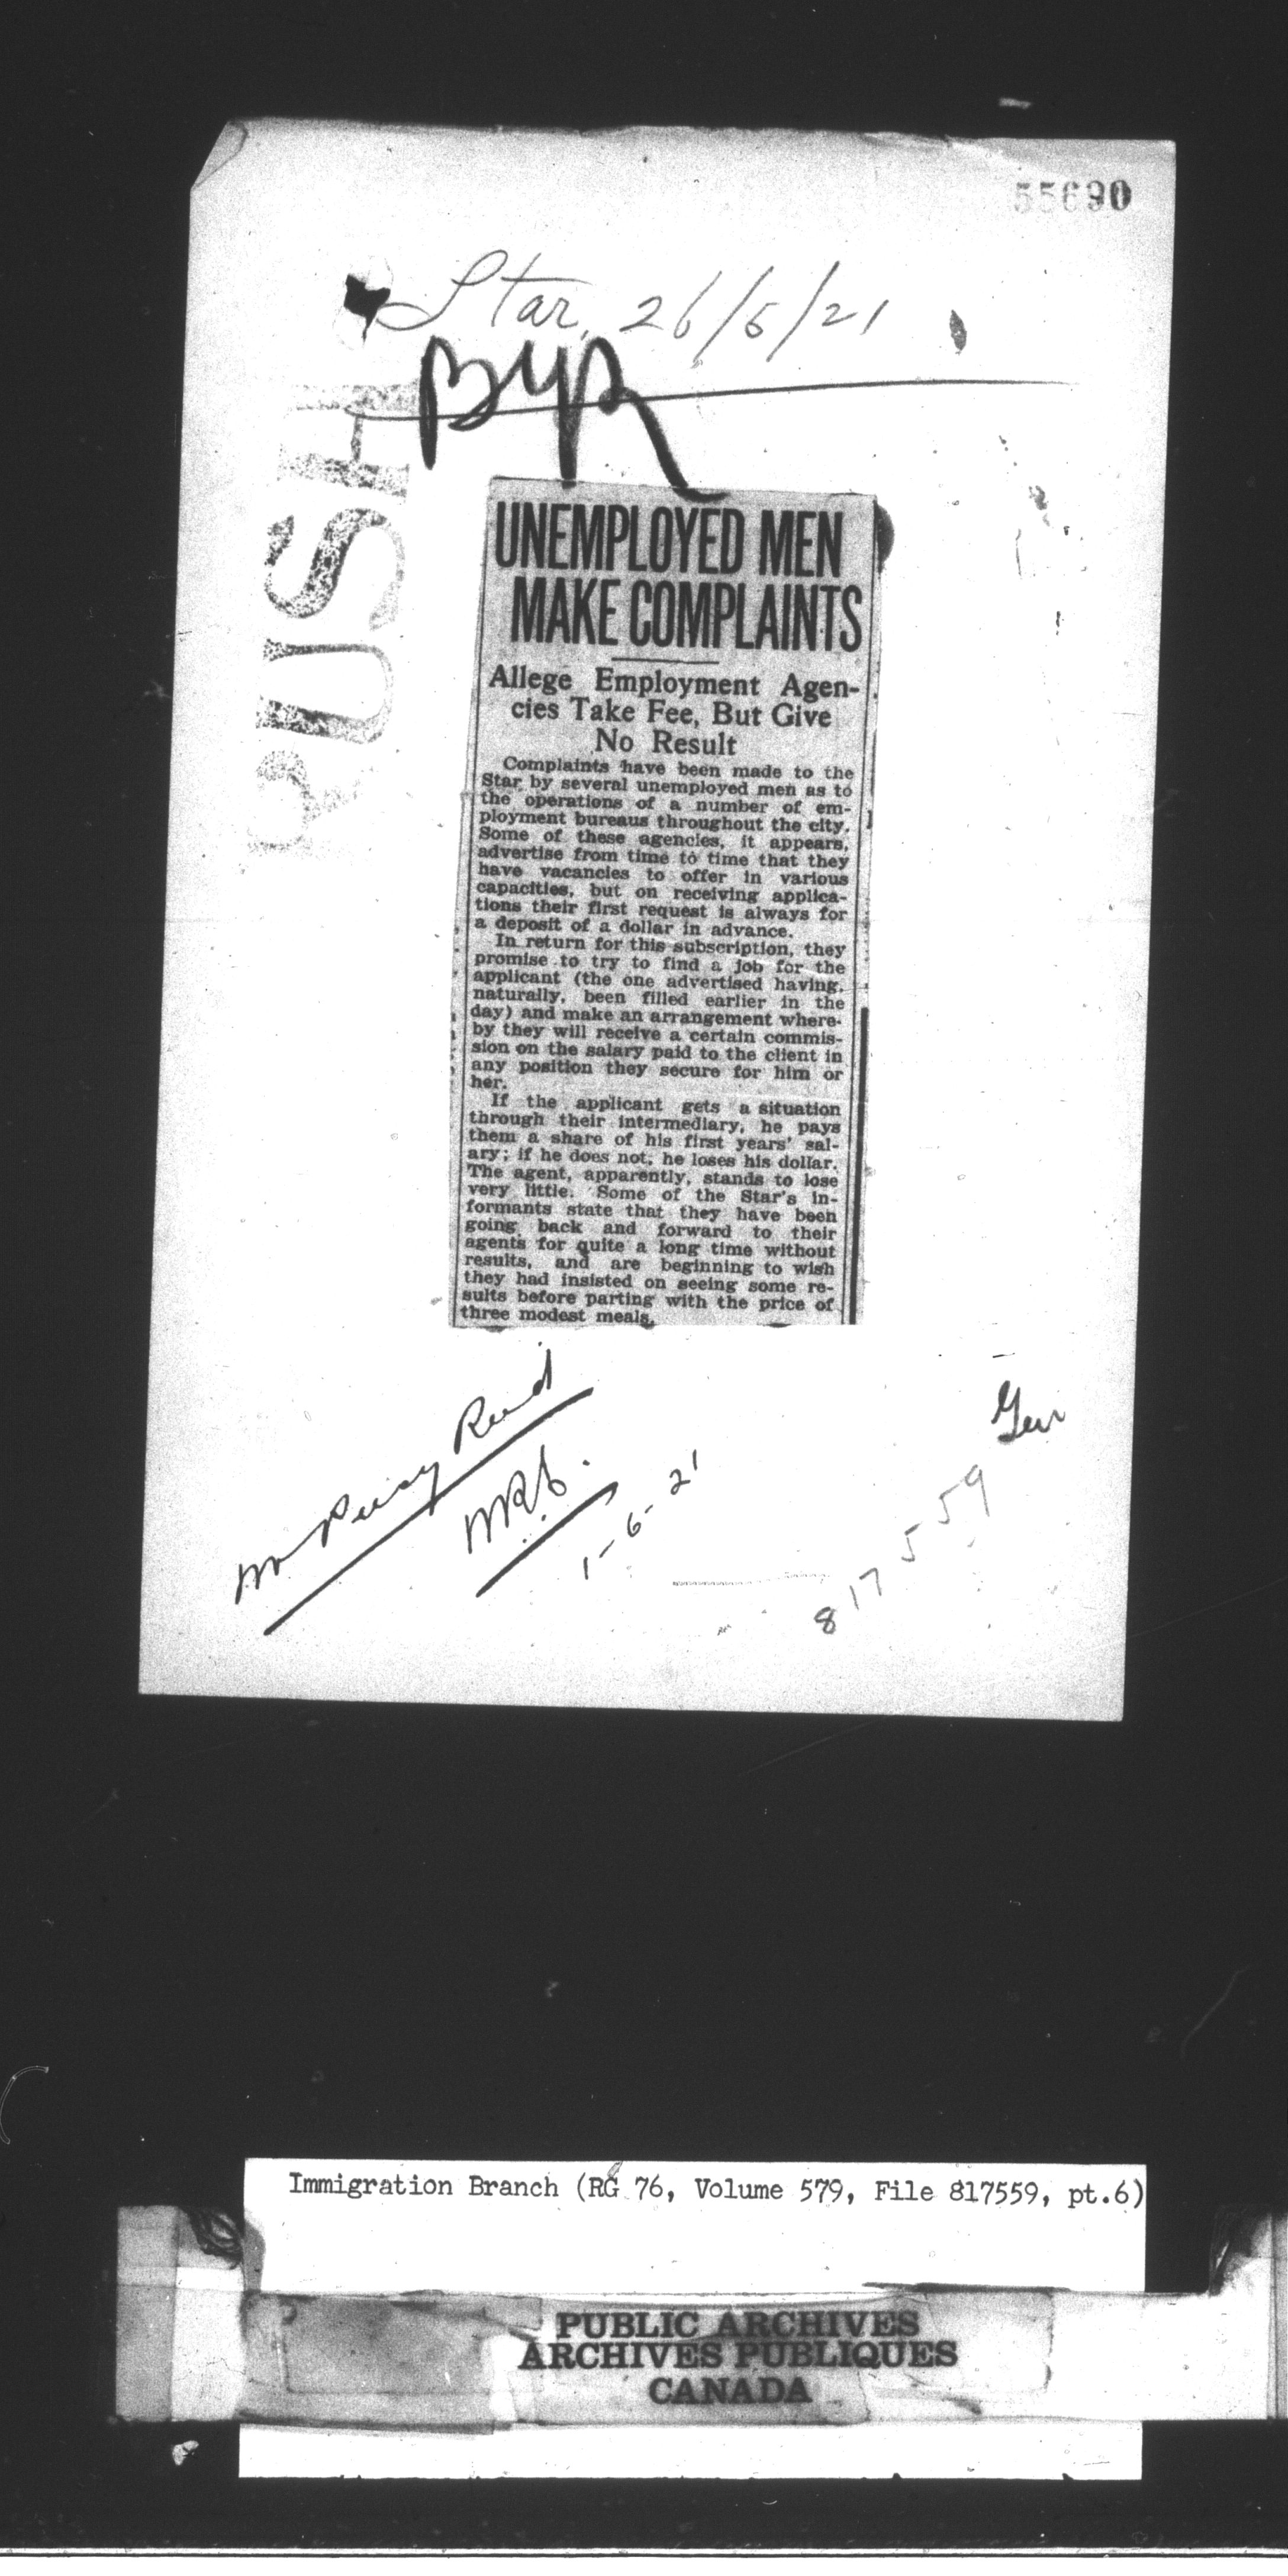 55690
Star, 26/5/21
RUSH
UNEMPLOYED MEN
MAKE COMPLAINTS
Allege Employment Agen-
cies Take Fee, But Give
No Result
Complaints have been made to the
Star by several unemployed men as to
the operations of a number of em-
ployment bureaus throughout the city.
Some of these agencies, it appears,
advertise from time to time that they
have vacancies to offer in various
capacities, but on receiving applica-
tions their first request is always for
a deposit of a dollar in advance.
In return for this subscription, they
promise to try to find a job for the
applicant (the one advertised having,
naturally, been filled earlier in the
day) and make an arrangement where-
by they will receive a certain commis-
sion on the salary paid to the client in
any position they secure for him or
her.
If the applicant gets a situation
through their intermediary, he pays
them a share of his first years' sal-
ary; if he does not, he loses his dollar.
The agent, apparently, stands to lose
very little. Some of the Star's in-
formants state that they have been
going back and forward to their
agents for quite a long time without
results, and are beginning to wish
they had insisted on seeing some re-
sults before parting with the price of
three modest meals.
Mr Percy Reid
1-6-21
817559
Immigration Branch (RG 76, Volume 579, File 817559, pt.6)
PUBLIC ARCHIVES
ARCHIVES PUBLIQUES
CANADA